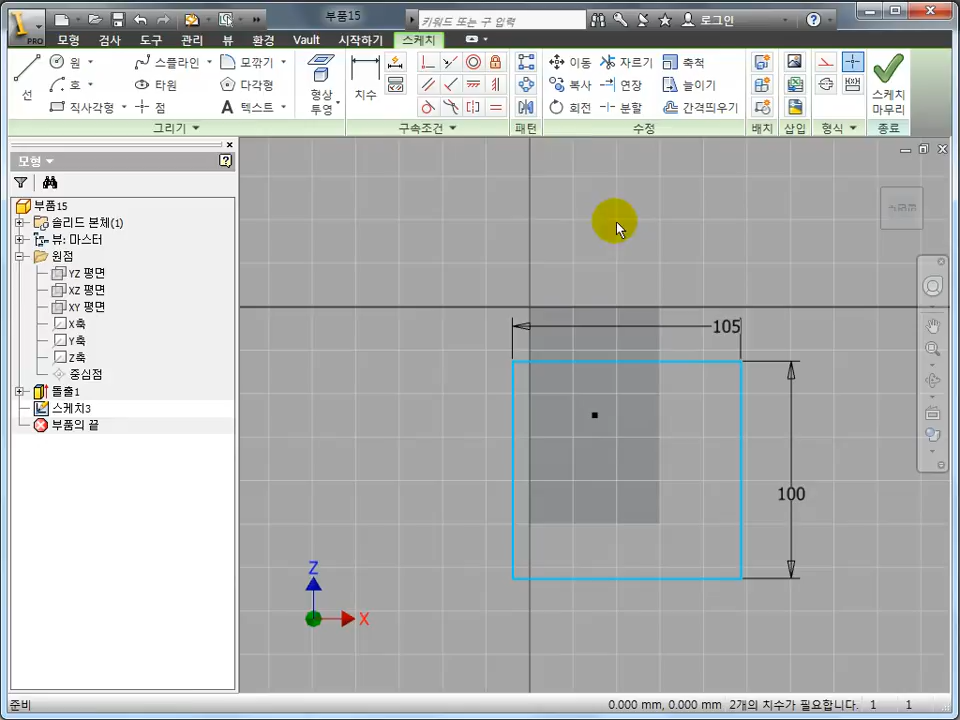 부품15
키워드 또는 구 입력
로그인
PRO
모형 검사 도구 관리 뷰 환경 Vault 시작하기 스케치
선
원
호
직사각형
스플라인
타원
점
모깎기
다각형
A 텍스트
형상
투영
치수
이동
복사
회전
자르기
연장
분할
축척
늘이기
간격띄우기
스케치
마무리
그리기 구속조건 패턴 수정 배치 삽입 형식 종료
모형
부품15
솔리드 본체(1)
뷰: 마스터
원점
YZ 평면
XZ 평면
XY 평면
X축
Y축
Z축
중심점
돌출1
스케치3
부품의 끝
105
100
Z
X
준비
0.000 mm, 0.000 mm 2개의 치수가 필요합니다. 1 1